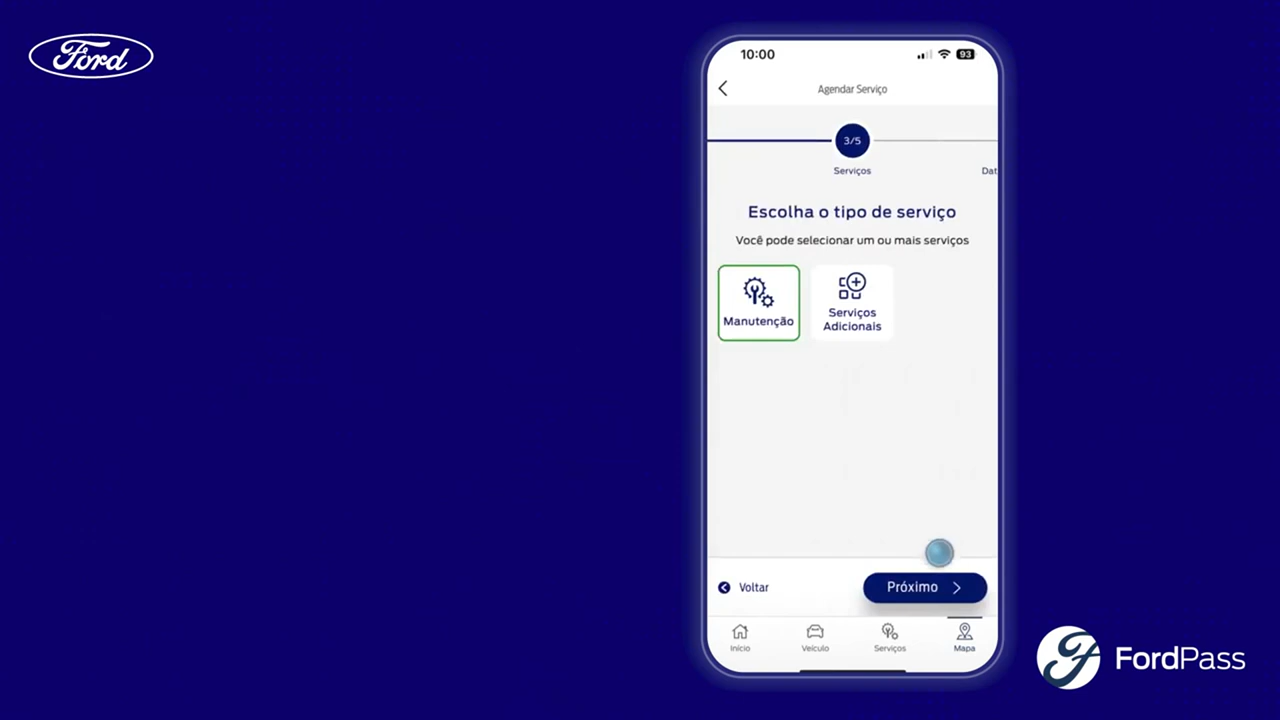 Ford
10:00
93
Agendar Serviço
3/5
Serviços
Dat
Escolha o tipo de serviço
Você pode selecionar um ou mais serviços
Manutenção
Serviços
Adicionais
Voltar
Próximo
Início
Veículo
Serviços
Mapa
FordPass